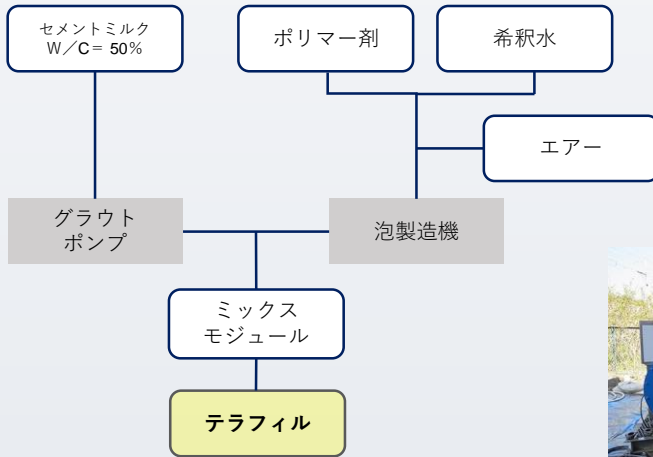 セメントミルク
W／C= 50%
ポリマー剤
希釈水
エアー
グラウト
ポンプ
泡製造機
ミックス
モジュール
テラフィル